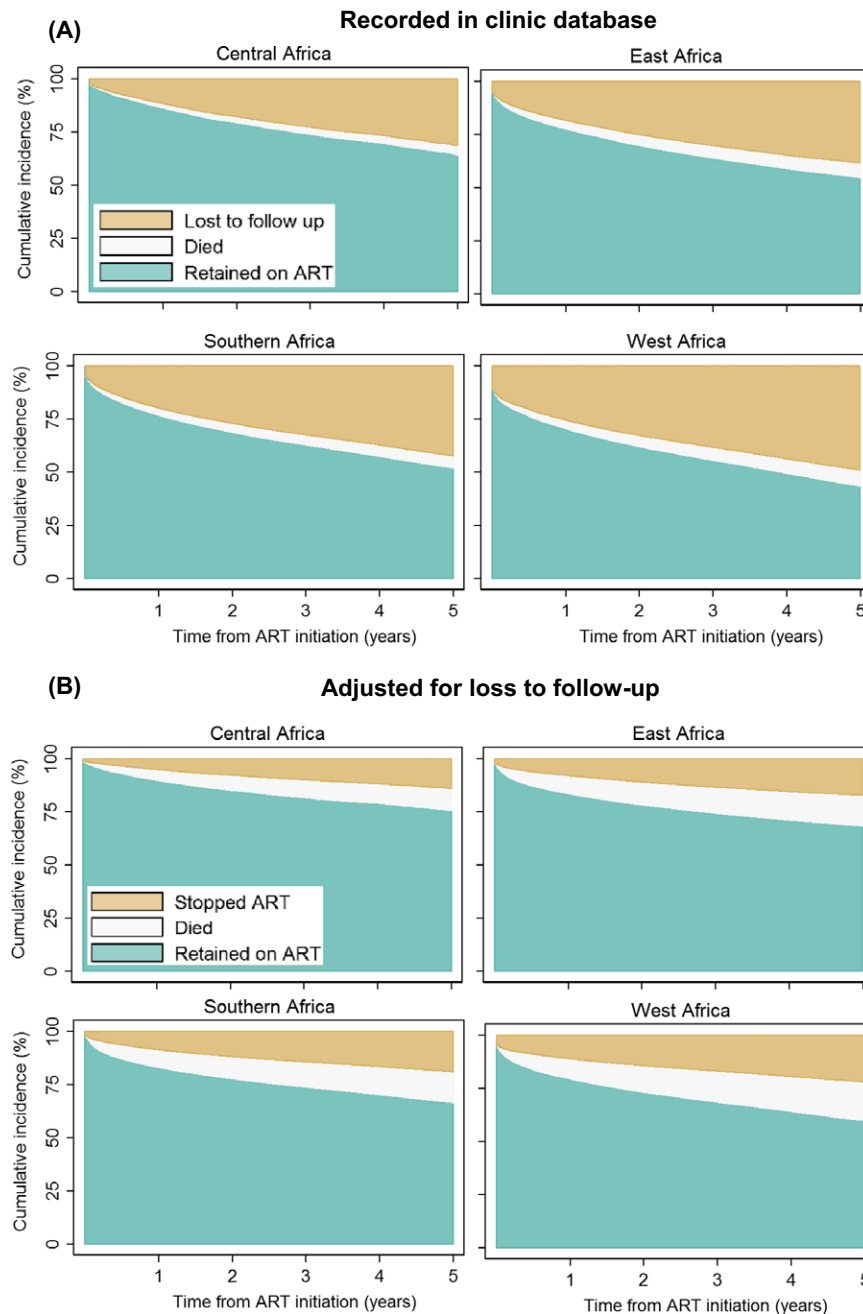 (A)
Recorded in clinic database
Central Africa
East Africa
Cumulative incidence (%)
100
75
50
25
0
Lost to follow up
Died
Retained on ART
Southern Africa
West Africa
Cumulative incidence (%)
100
75
50
25
0
1 2 3 4 5
1 2 3 4 5
Time from ART initiation (years)
Time from ART initiation (years)
(B)
Adjusted for loss to follow-up
Central Africa
East Africa
Cumulative incidence (%)
100
75
50
25
0
Stopped ART
Died
Retained on ART
Southern Africa
West Africa
Cumulative incidence (%)
100
75
50
25
0
1 2 3 4 5
1 2 3 4 5
Time from ART initiation (years)
Time from ART initiation (years)